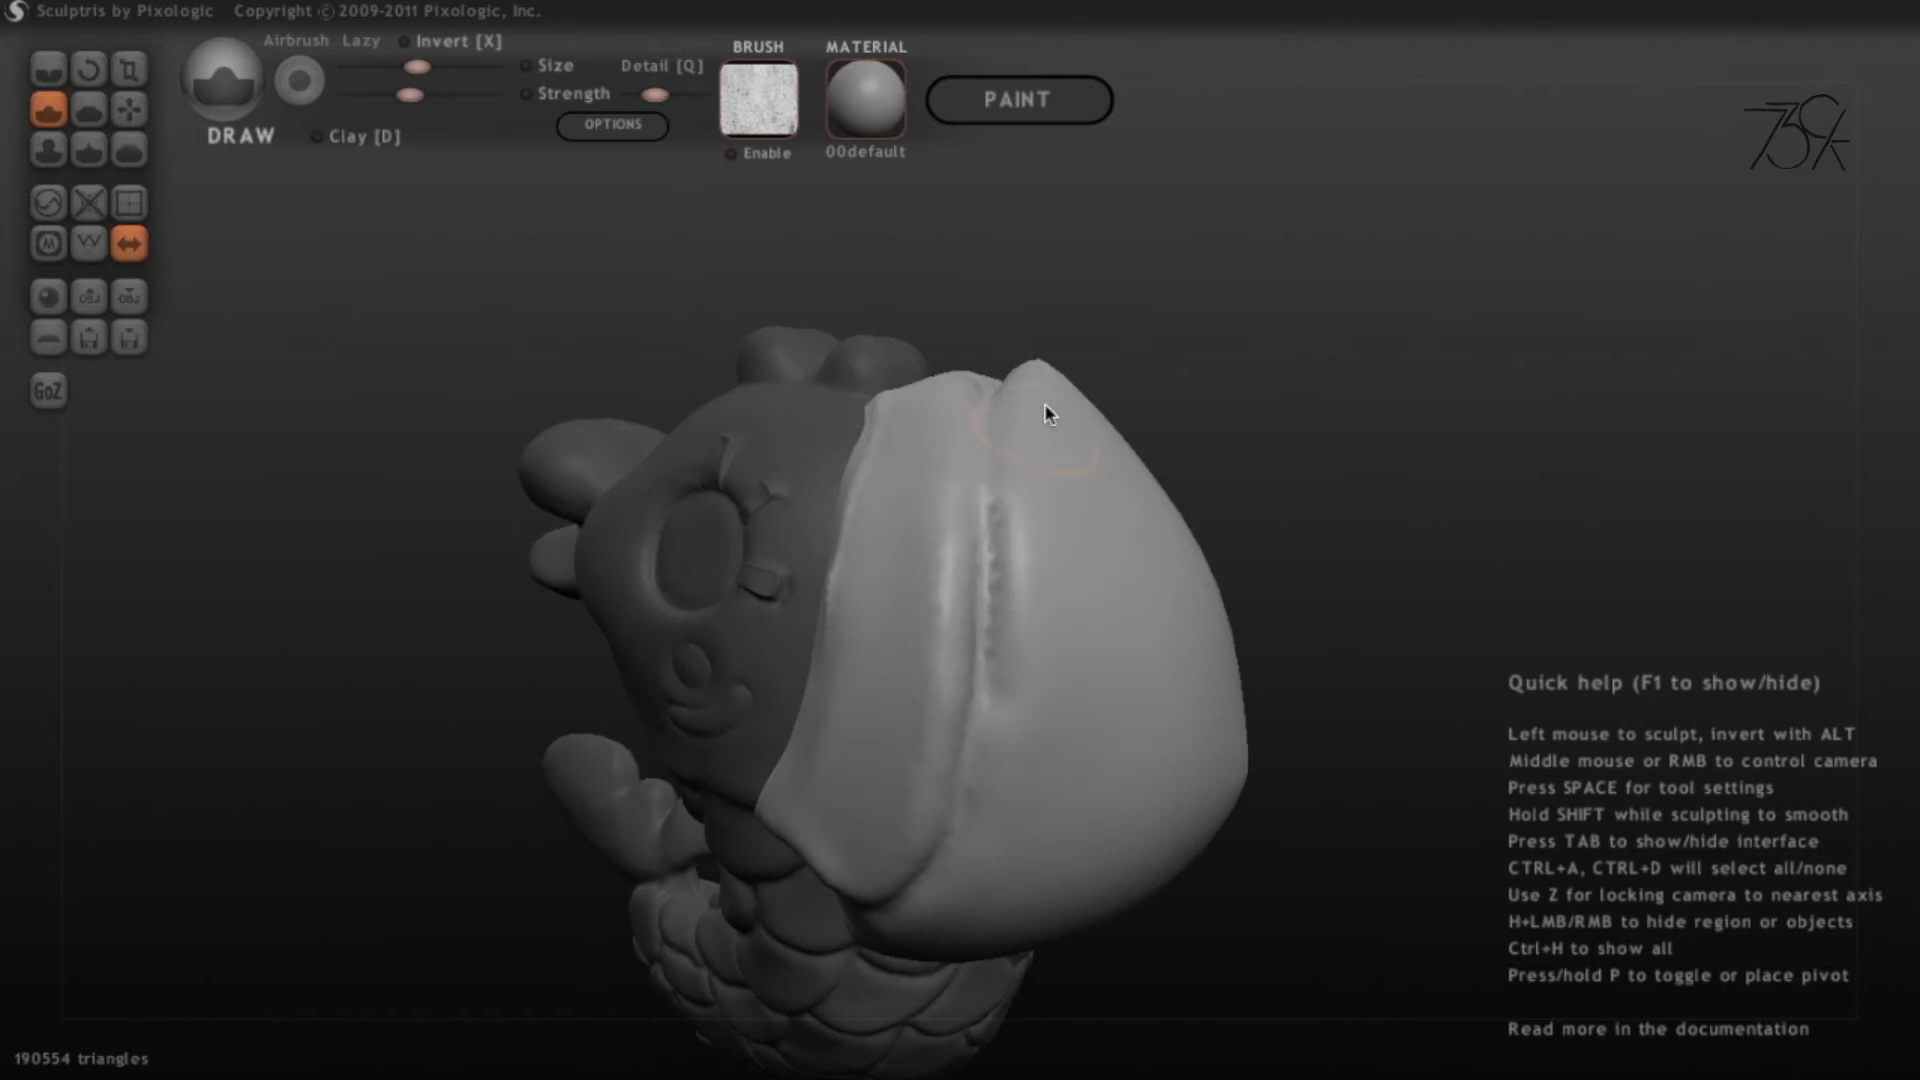 Sculptris by Pixologic Copyright © 2009-2011 Pixologic, Inc.
Airbrush Lazy Invert [X]
Size Detail [Q]
Strength
DRAW Clay [D]
OPTIONS
BRUSH
Enable
MATERIAL
00default
PAINT
M
OBJ OBJ
GoZ
Quick help (F1 to show/hide)
Left mouse to sculpt, invert with ALT
Middle mouse or RMB to control camera
Press SPACE for tool settings
Hold SHIFT while sculpting to smooth
Press TAB to show/hide interface
CTRL+A, CTRL+D will select all/none
Use Z for locking camera to nearest axis
H+LMB/RMB to hide region or objects
Ctrl+H to show all
Press/hold P to toggle or place pivot
Read more in the documentation
190554 triangles